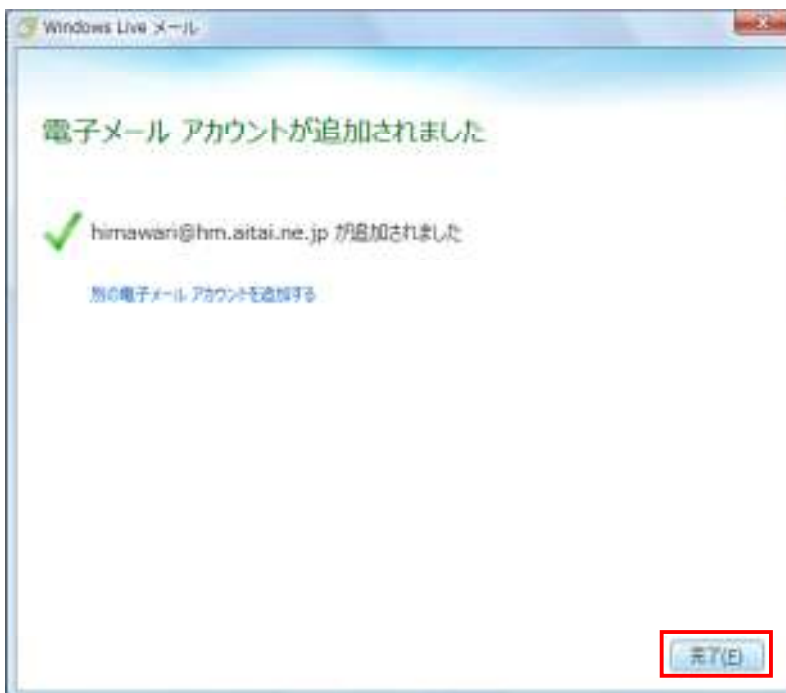 Windows Live メール
電子メール アカウントが追加されました
himawari@hm.aitai.ne.jp が追加されました
別の電子メール アカウントを追加する
完了(E)